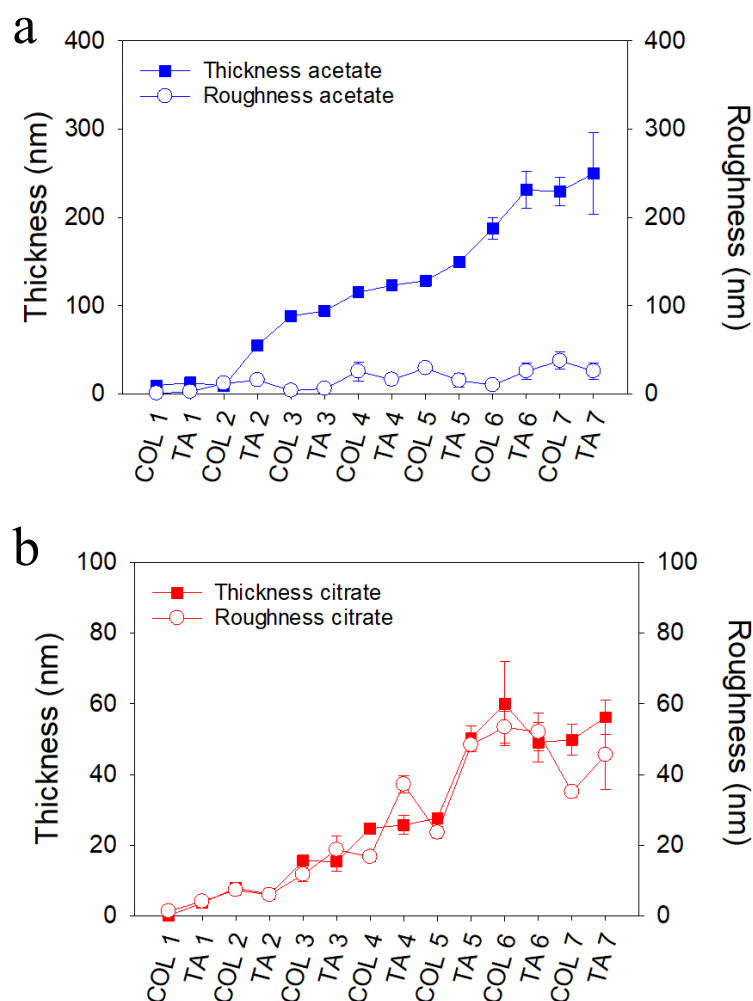 a
400
300
200
100
0
Thickness (nm)
Thickness acetate
Roughness acetate
400
300
200
100
0
Roughness (nm)
COL 1
TA 1
COL 2
TA 2
COL 3
TA 3
COL 4
TA 4
COL 5
TA 5
COL 6
TA 6
COL 7
TA 7
b
100
80
60
40
20
0
Thickness (nm)
Thickness citrate
Roughness citrate
100
80
60
40
20
0
Roughness (nm)
COL 1
TA 1
COL 2
TA 2
COL 3
TA 3
COL 4
TA 4
COL 5
TA 5
COL 6
TA 6
COL 7
TA 7